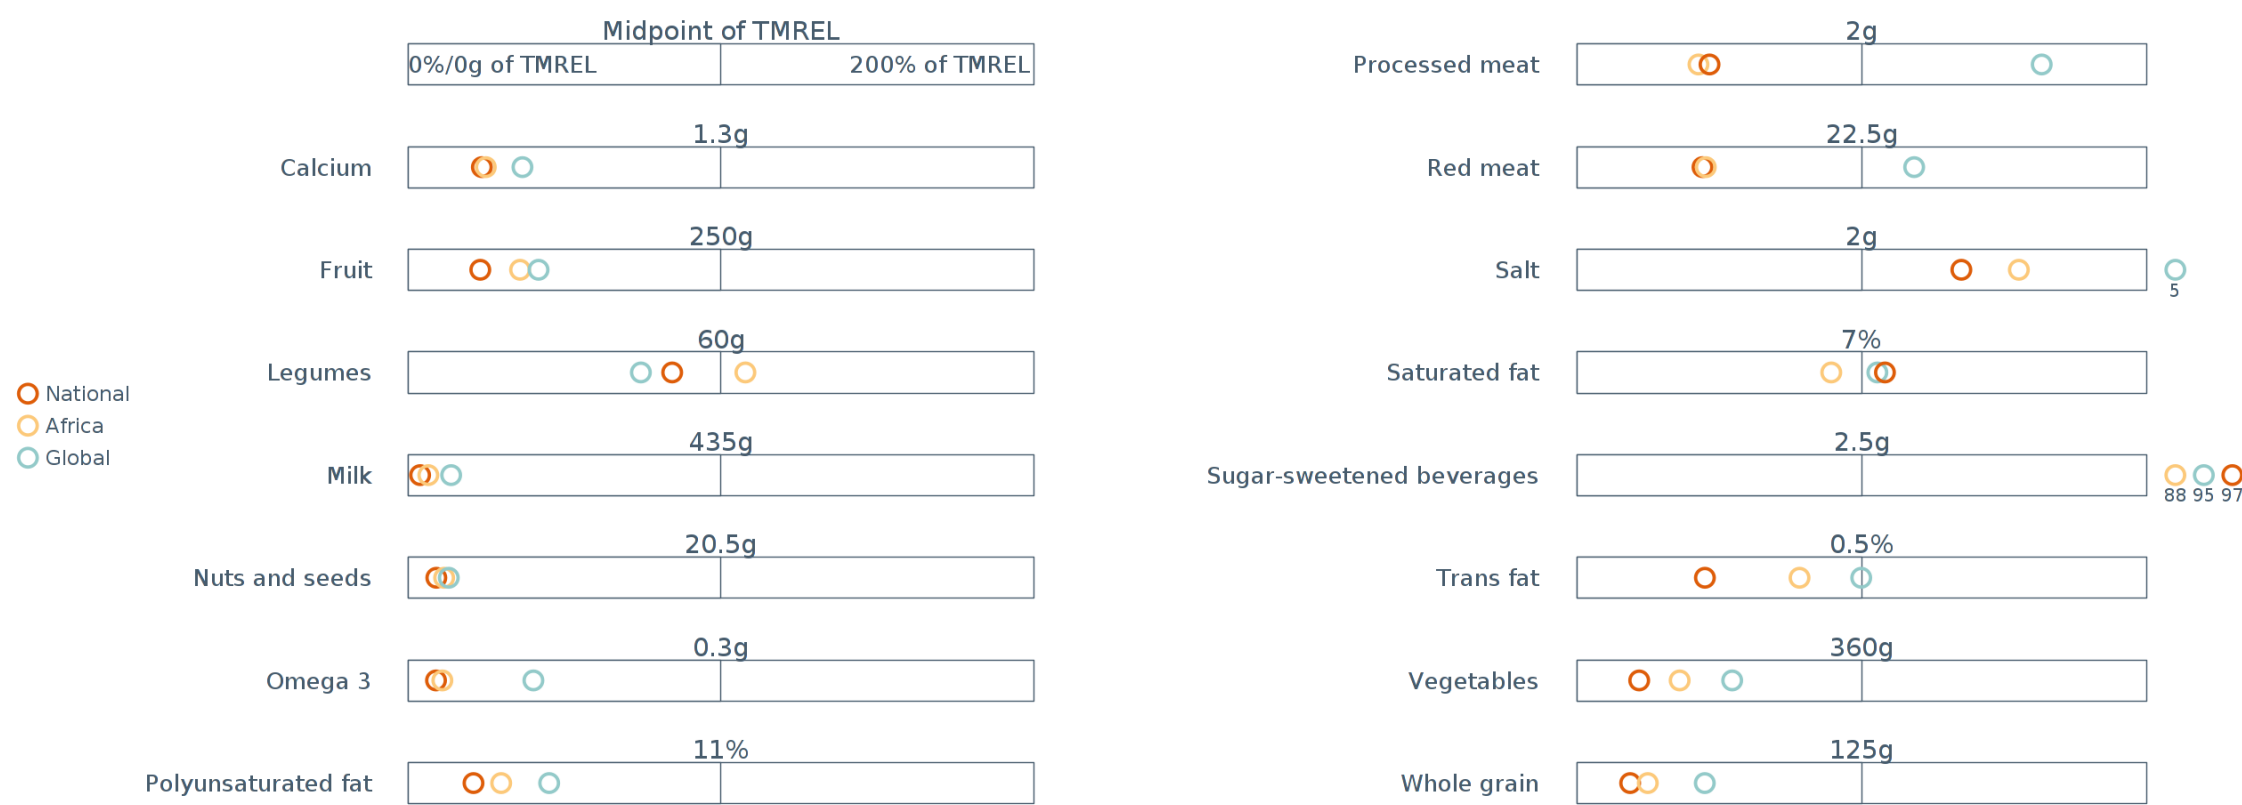 Midpoint of TMREL
0%/0g of TMREL 200% of TMREL
1.3g
Calcium
250g
Fruit
60g
Legumes
435g
Milk
20.5g
Nuts and seeds
0.3g
Omega 3
11%
Polyunsaturated fat
National
Africa
Global
2g
Processed meat
22.5g
Red meat
2g
Salt
5
7%
Saturated fat
2.5g
Sugar-sweetened beverages
88 95 97
0.5%
Trans fat
360g
Vegetables
125g
Whole grain